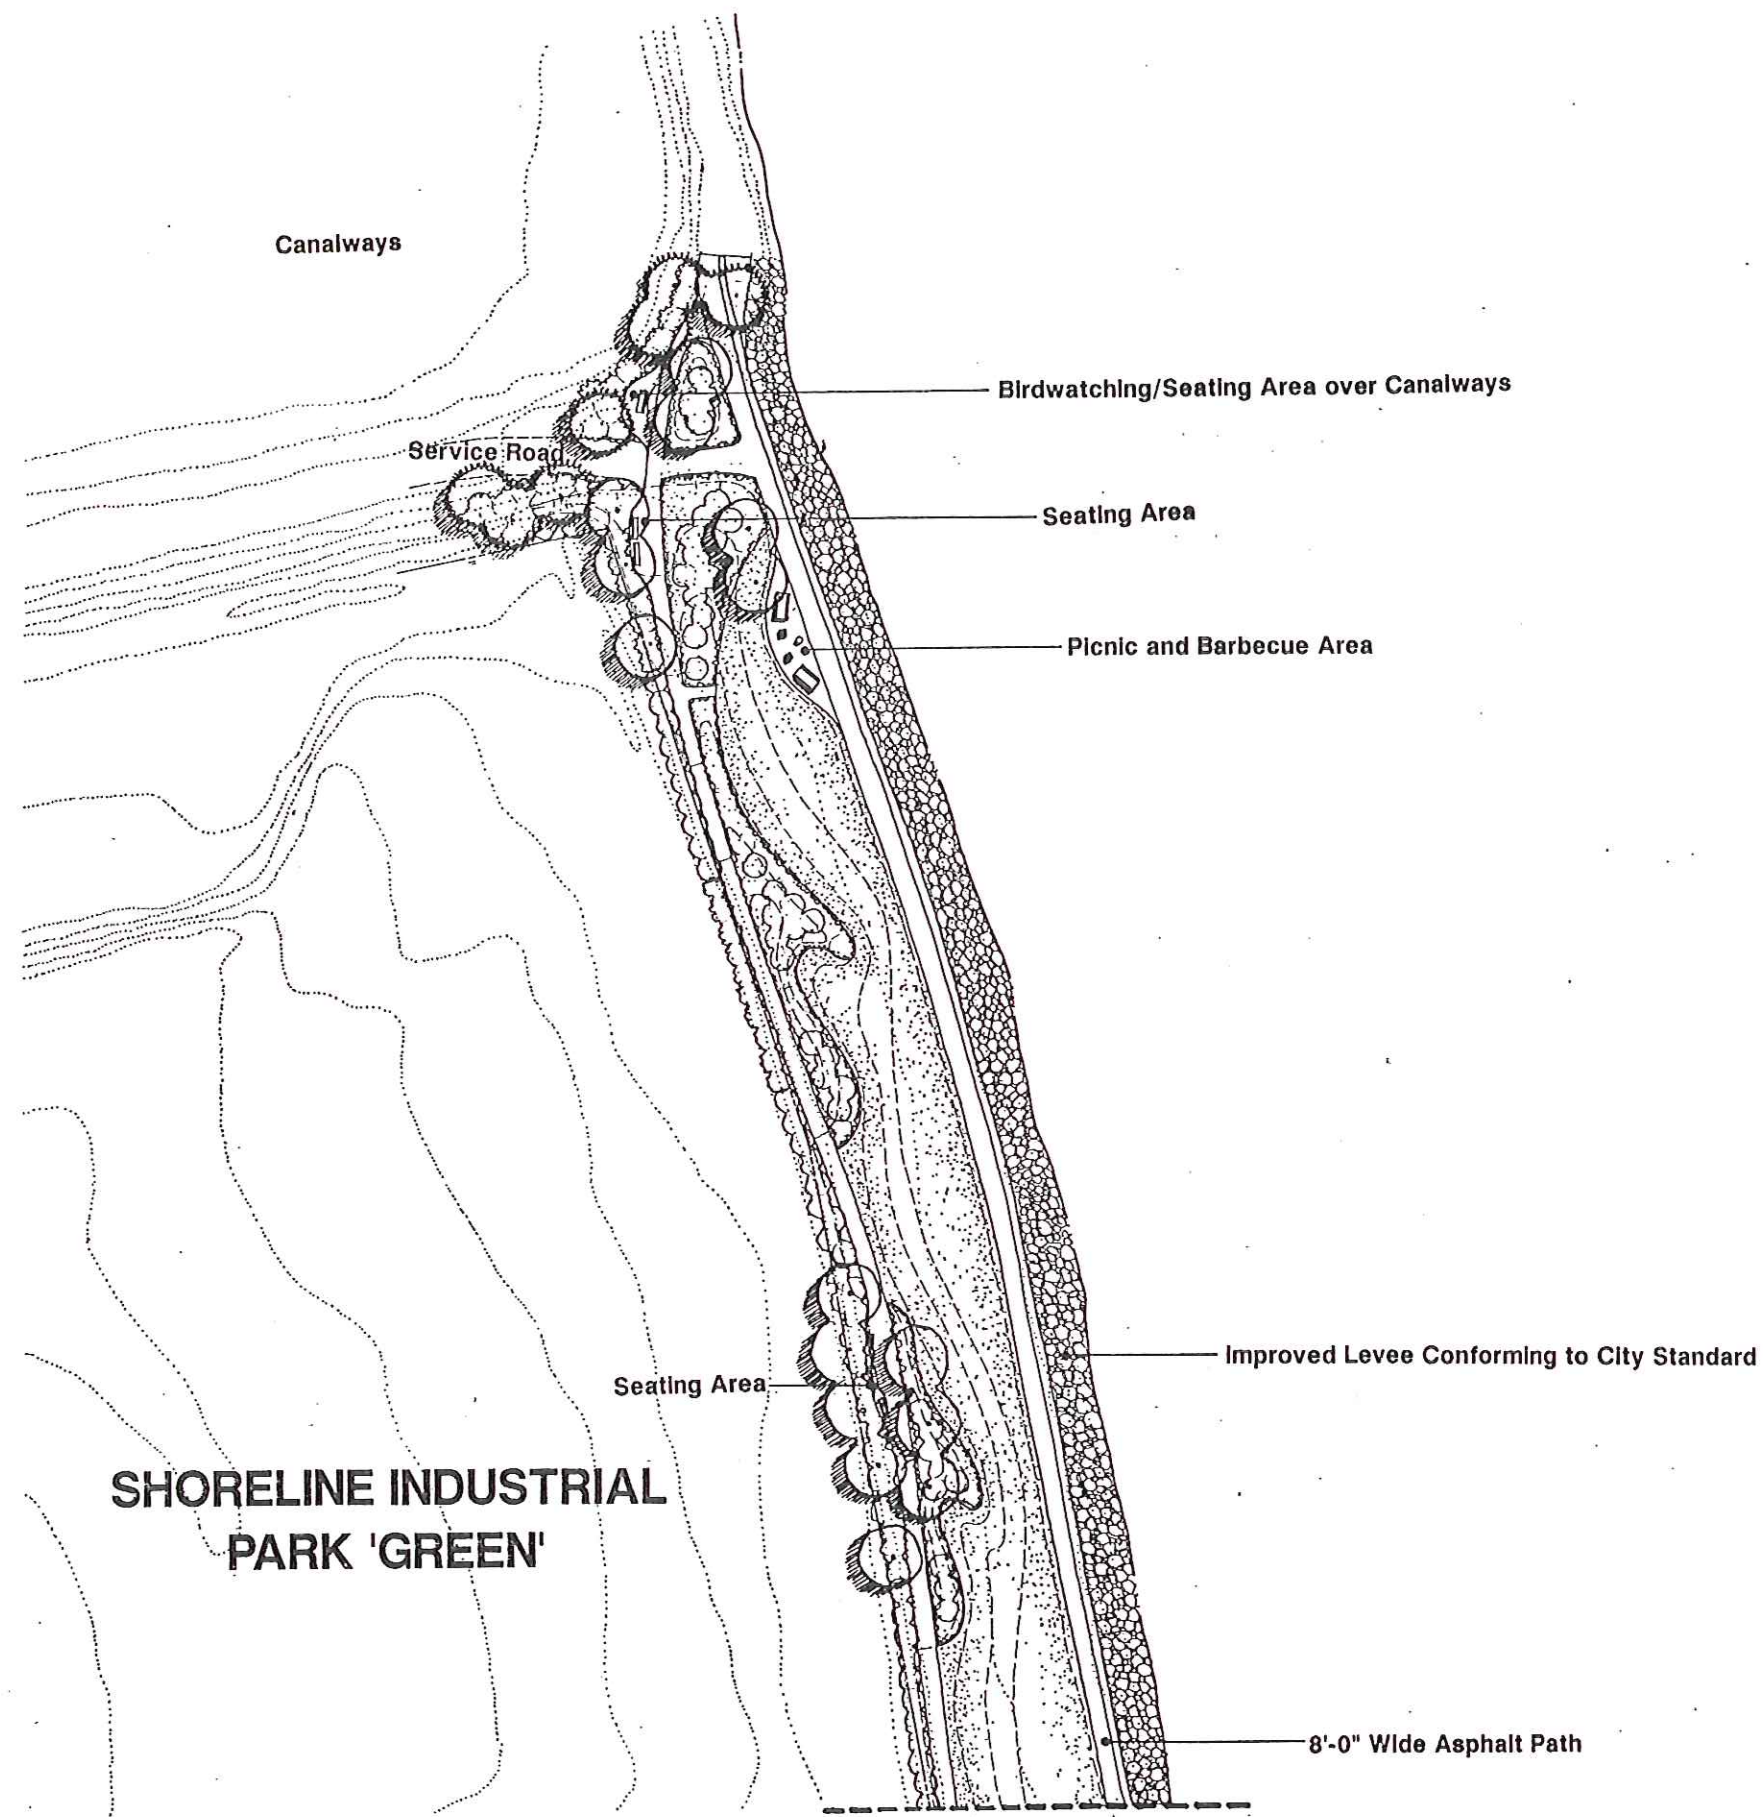 Canalways
Birdwatching/Seating Area over Canalways
Service Road
Seating Area
Picnic and Barbecue Area
Improved Levee Conforming to City Standard
Seating Area
SHORELINE INDUSTRIAL
PARK 'GREEN'
8'-0" Wide Asphalt Path